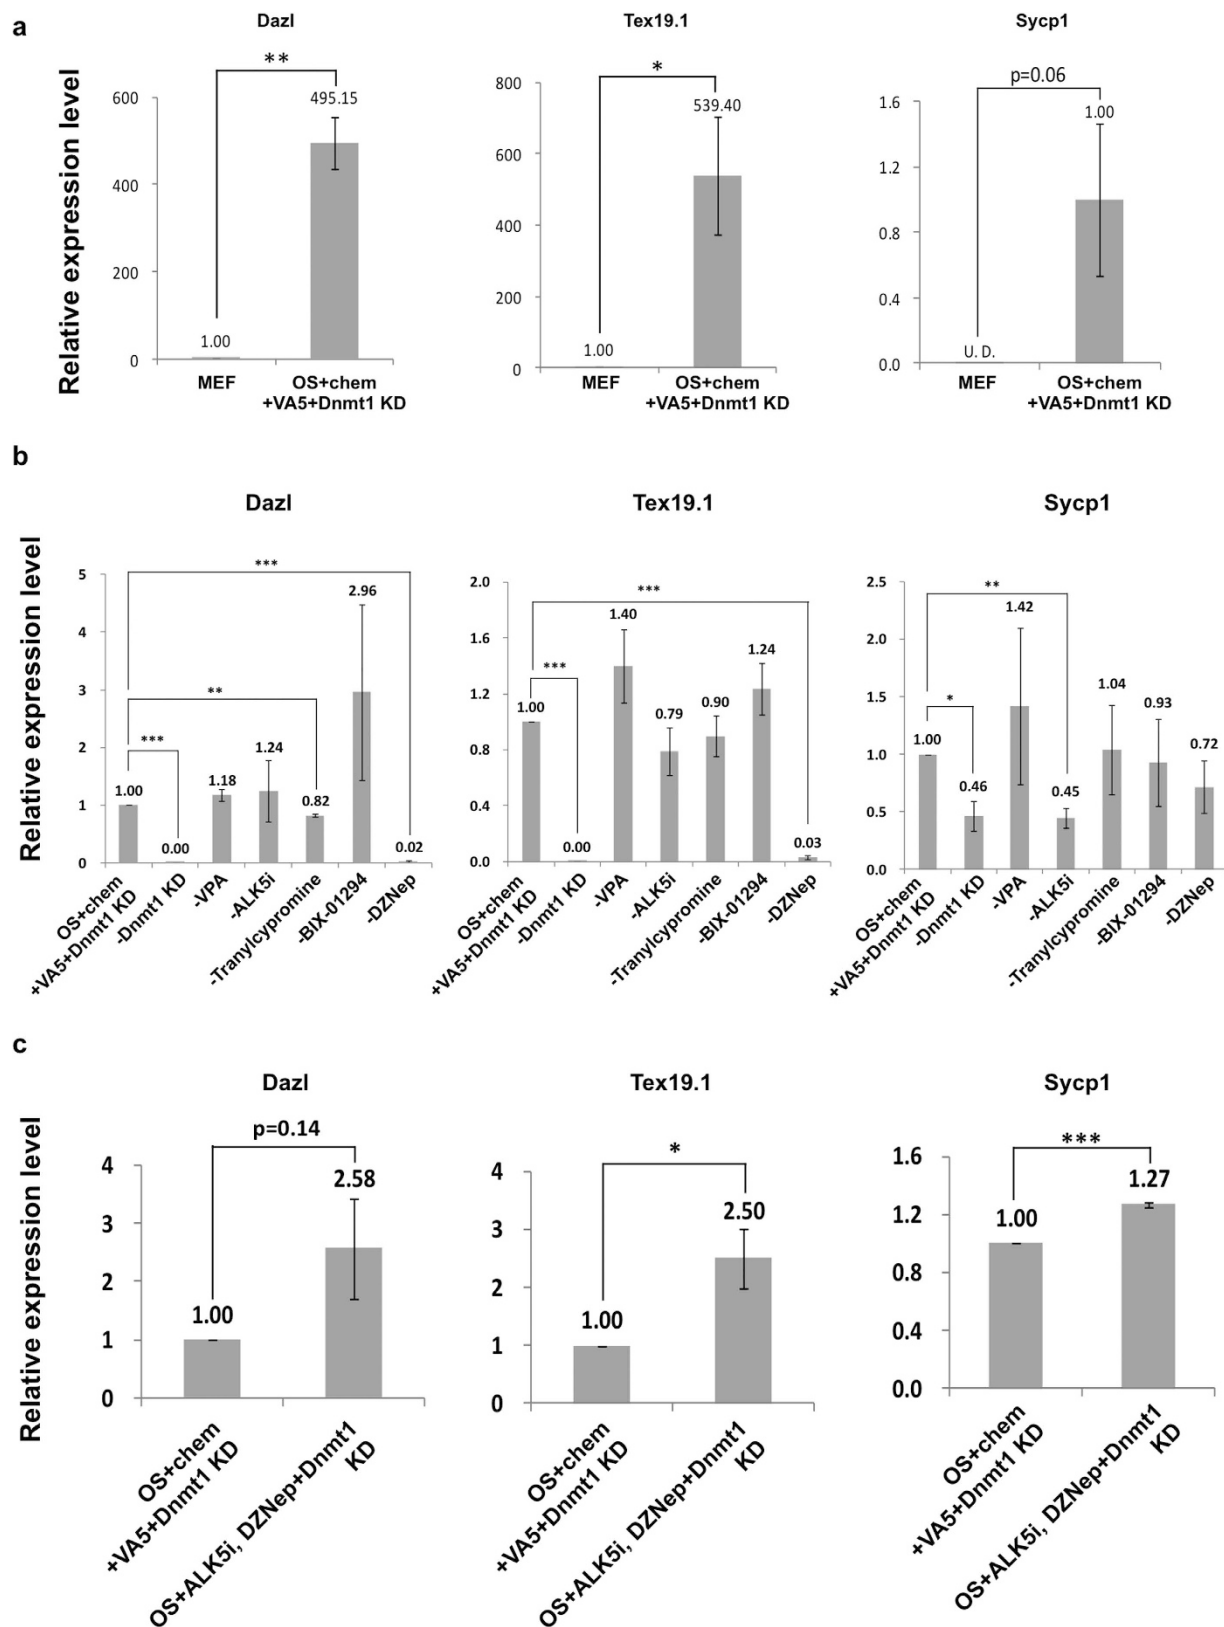 a
Dazl
Tex19.1
Sycp1
Relative expression level
**
495.15
600
400
200
0
1.00
MEF
OS+chem
+VA5+Dnmt1 KD
*
539.40
800
600
400
200
0
1.00
MEF
OS+chem
+VA5+Dnmt1 KD
p=0.06
1.00
1.6
1.2
0.8
0.4
0.0
U. D.
MEF
OS+chem
+VA5+Dnmt1 KD
b
Dazl
Tex19.1
Sycp1
Relative expression level
5
4
3
2
1
0
***
**
***
1.00
0.00
1.18
1.24
0.82
2.96
0.02
OS+chem
+VA5+Dnmt1 KD
-Dnmt1 KD
-VPA
-ALK5i
-Tranylcypromine
-BIX-01294
-DZNep
2.0
1.6
1.2
0.8
0.4
0.0
***
***
1.00
0.00
1.40
0.79
0.90
1.24
0.03
OS+chem
+VA5+Dnmt1 KD
-Dnmt1 KD
-VPA
-ALK5i
-Tranylcypromine
-BIX-01294
-DZNep
2.5
2.0
1.5
1.0
0.5
0.0
**
*
1.00
0.46
1.42
0.45
1.04
0.93
0.72
OS+chem
+VA5+Dnmt1 KD
-Dnmt1 KD
-VPA
-ALK5i
-Tranylcypromine
-BIX-01294
-DZNep
c
Dazl
Tex19.1
Sycp1
Relative expression level
p=0.14
4
3
2
1
0
1.00
2.58
OS+chem
+VA5+Dnmt1 KD
OS+ALK5i, DZNep+Dnmt1
KD
*
4
3
2
1
0
1.00
2.50
OS+chem
+VA5+Dnmt1 KD
OS+ALK5i, DZNep+Dnmt1
KD
***
1.6
1.2
0.8
0.4
0.0
1.00
1.27
OS+chem
+VA5+Dnmt1 KD
OS+ALK5i, DZNep+Dnmt1
KD